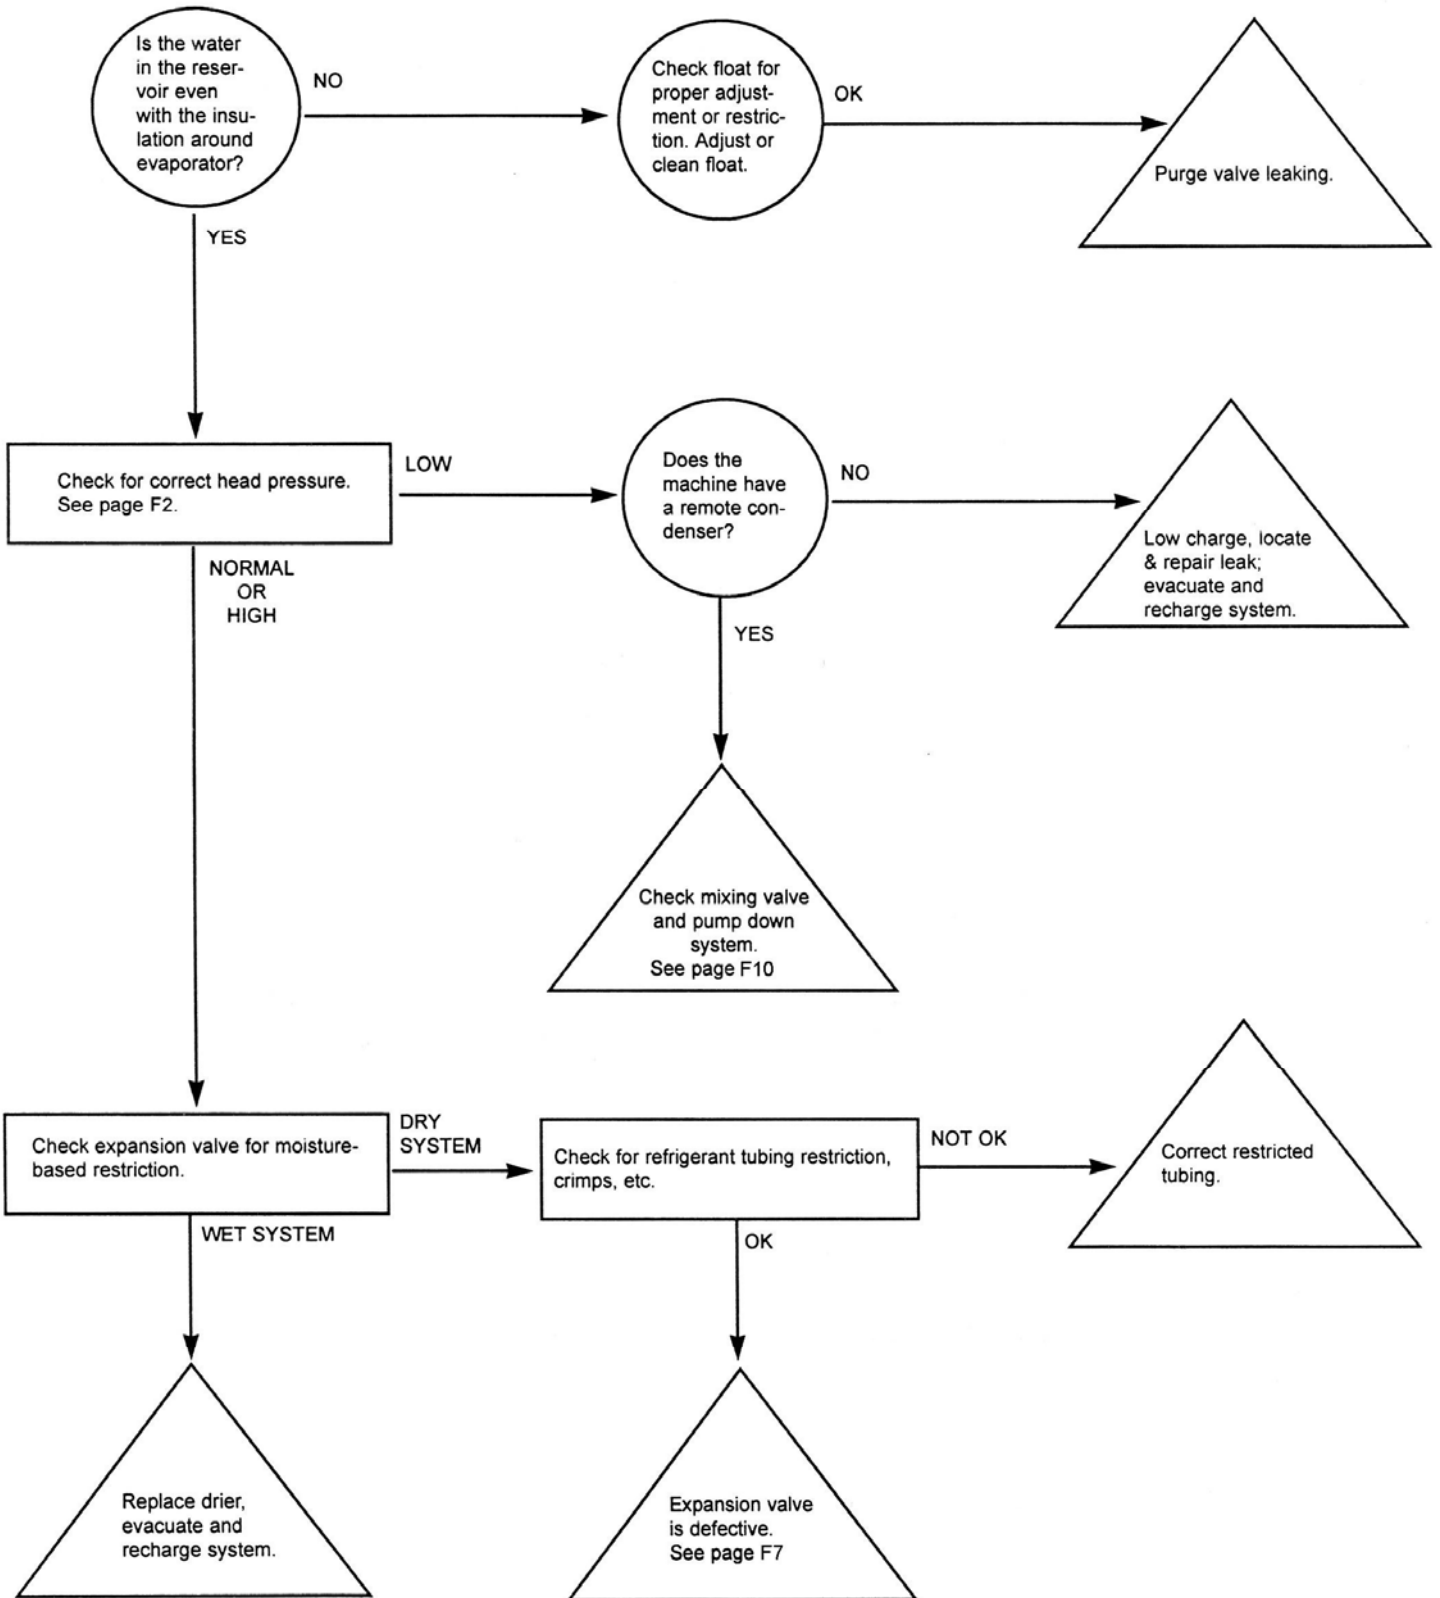 Is the water
in the reser-
voir even
with the insu-
lation around
evaporator?
NO
Check float for
proper adjust-
ment or restric-
tion. Adjust or
clean float.
OK
Purge valve leaking.
YES
Check for correct head pressure.
See page F2.
LOW
Does the
machine have
a remote con-
denser?
NO
Low charge, locate
& repair leak;
evacuate and
recharge system.
NORMAL
OR
HIGH
YES
Check mixing valve
and pump down
system.
See page F10
Check expansion valve for moisture-
based restriction.
DRY
SYSTEM
Check for refrigerant tubing restriction,
crimps, etc.
NOT OK
Correct restricted
tubing.
WET SYSTEM
OK
Replace drier,
evacuate and
recharge system.
Expansion valve
is defective.
See page F7